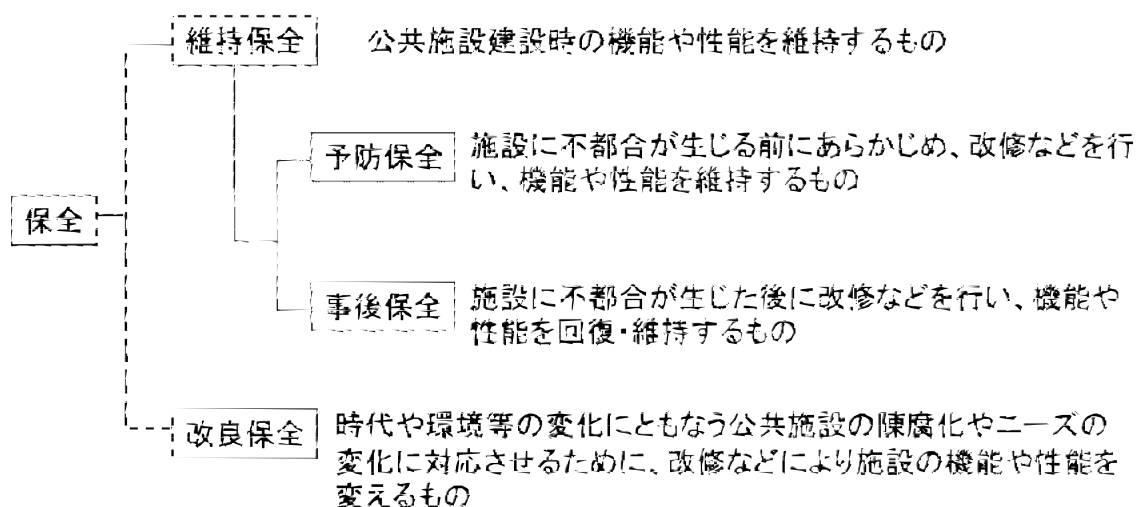 維持保全
公共施設建設時の機能や性能を維持するもの
予防保全
施設に不都合が生じる前にあらかじめ、改修などを行
い、機能や性能を維持するもの
保全
事後保全
施設に不都合が生じた後に改修などを行い、機能や
性能を回復・維持するもの
改良保全
時代や環境等の変化にともなう公共施設の陳腐化やニーズの
変化に対応させるために、改修などにより施設の機能や性能を
変えるもの